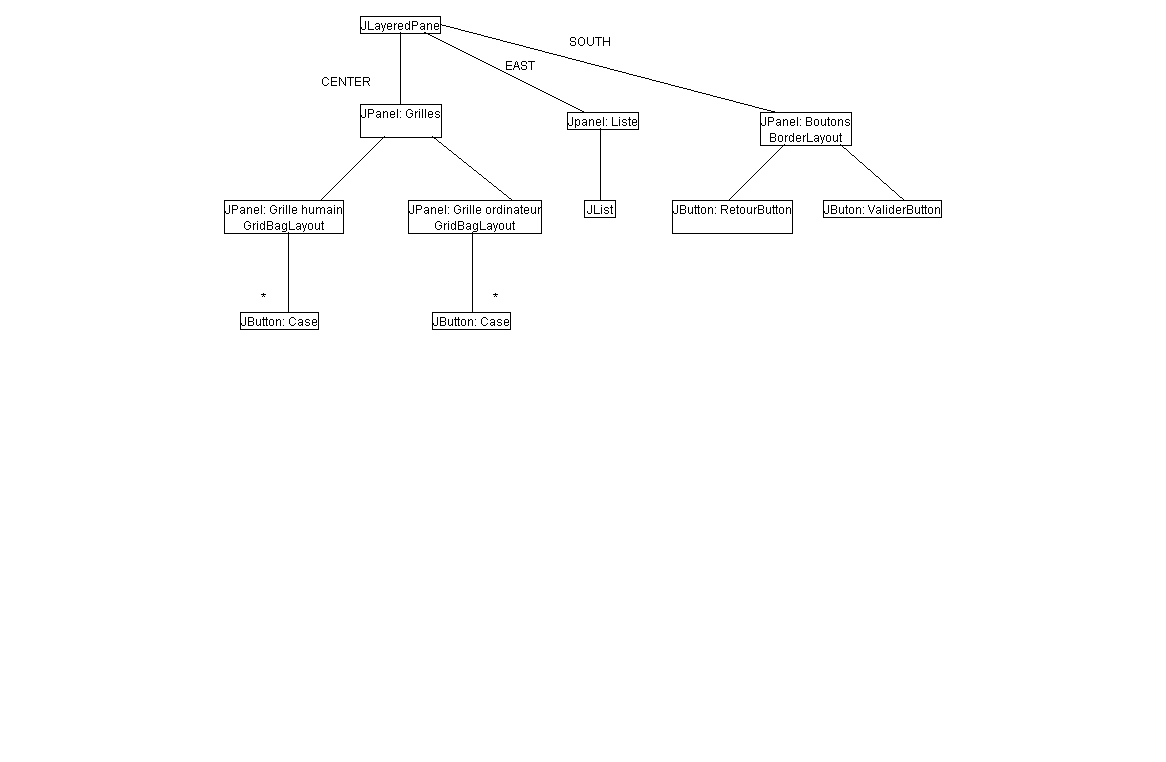 JLayeredPane
SOUTH
EAST
CENTER
JPanel: Grilles
Jpanel: Liste
JPanel: Boutons
BorderLayout
JPanel: Grille humain
GridBagLayout
JPanel: Grille ordinateur
GridBagLayout
JList
JButton: RetourButton
JButon: ValiderButton
*
*
JButton: Case
JButton: Case